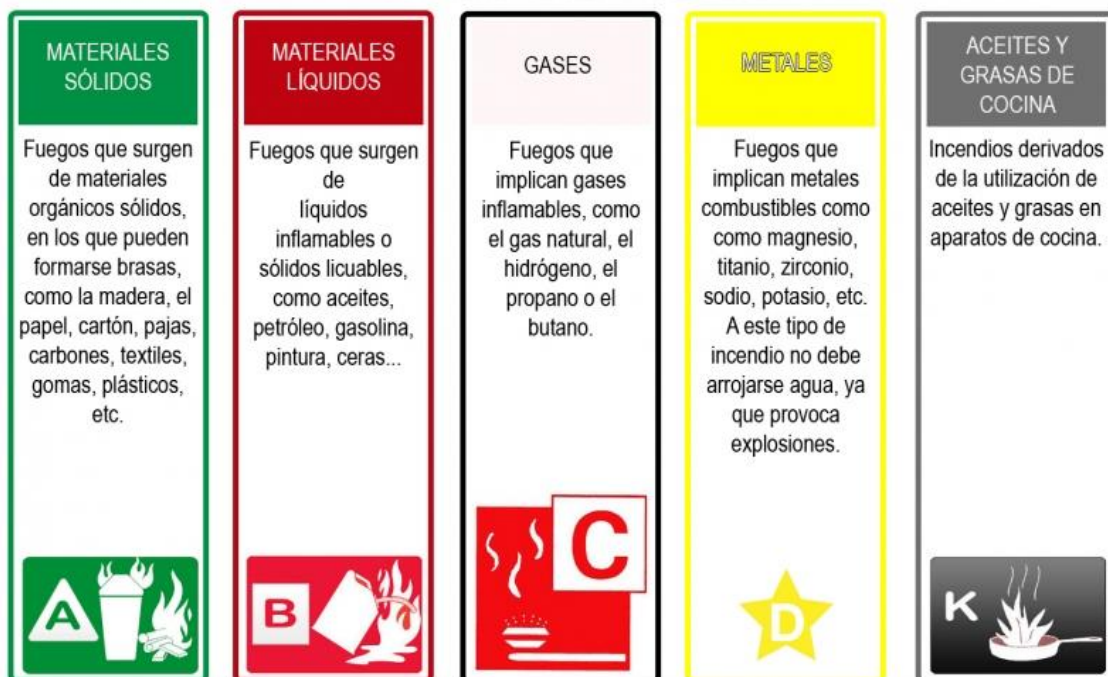 MATERIALES
SÓLIDOS
Fuegos que surgen
de materiales
orgánicos sólidos,
en los que pueden
formarse brasas,
como la madera, el
papel, cartón, pajas,
carbones, textiles,
gomas, plásticos,
etc.
A
MATERIALES
LÍQUIDOS
Fuegos que surgen
de
líquidos
inflamables o
sólidos licuables,
como aceites,
petróleo, gasolina,
pintura, ceras...
B
GASES
Fuegos que
implican gases
inflamables, como
el gas natural, el
hidrógeno, el
propano o el
butano.
C
METALES
Fuegos que
implican metales
combustibles como
como magnesio,
titanio, zirconio,
sodio, potasio, etc.
A este tipo de
incendio no debe
arrojarse agua, ya
que provoca
explosiones.
D
ACEITES Y
GRASAS DE
COCINA
Incendios derivados
de la utilización de
aceites y grasas en
aparatos de cocina.
K